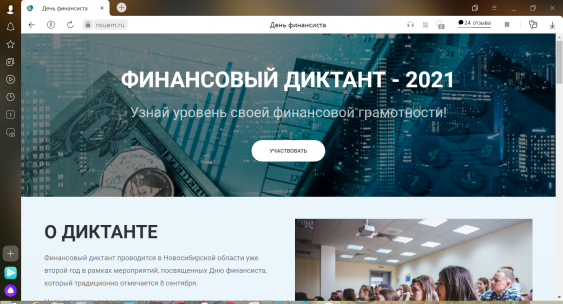 День финансиста
nsuem.ru
День финансиста
24 отзыва
ФИНАНСОВЫЙ ДИКТАНТ - 2021
Узнай уровень своей финансовой грамотности!
УЧАСТВОВАТЬ
О ДИКТАНТЕ
Финансовый диктант проводится в Новосибирской области уже
второй год в рамках мероприятий, посвященных Дню финансиста,
который традиционно отмечается 8 сентября.